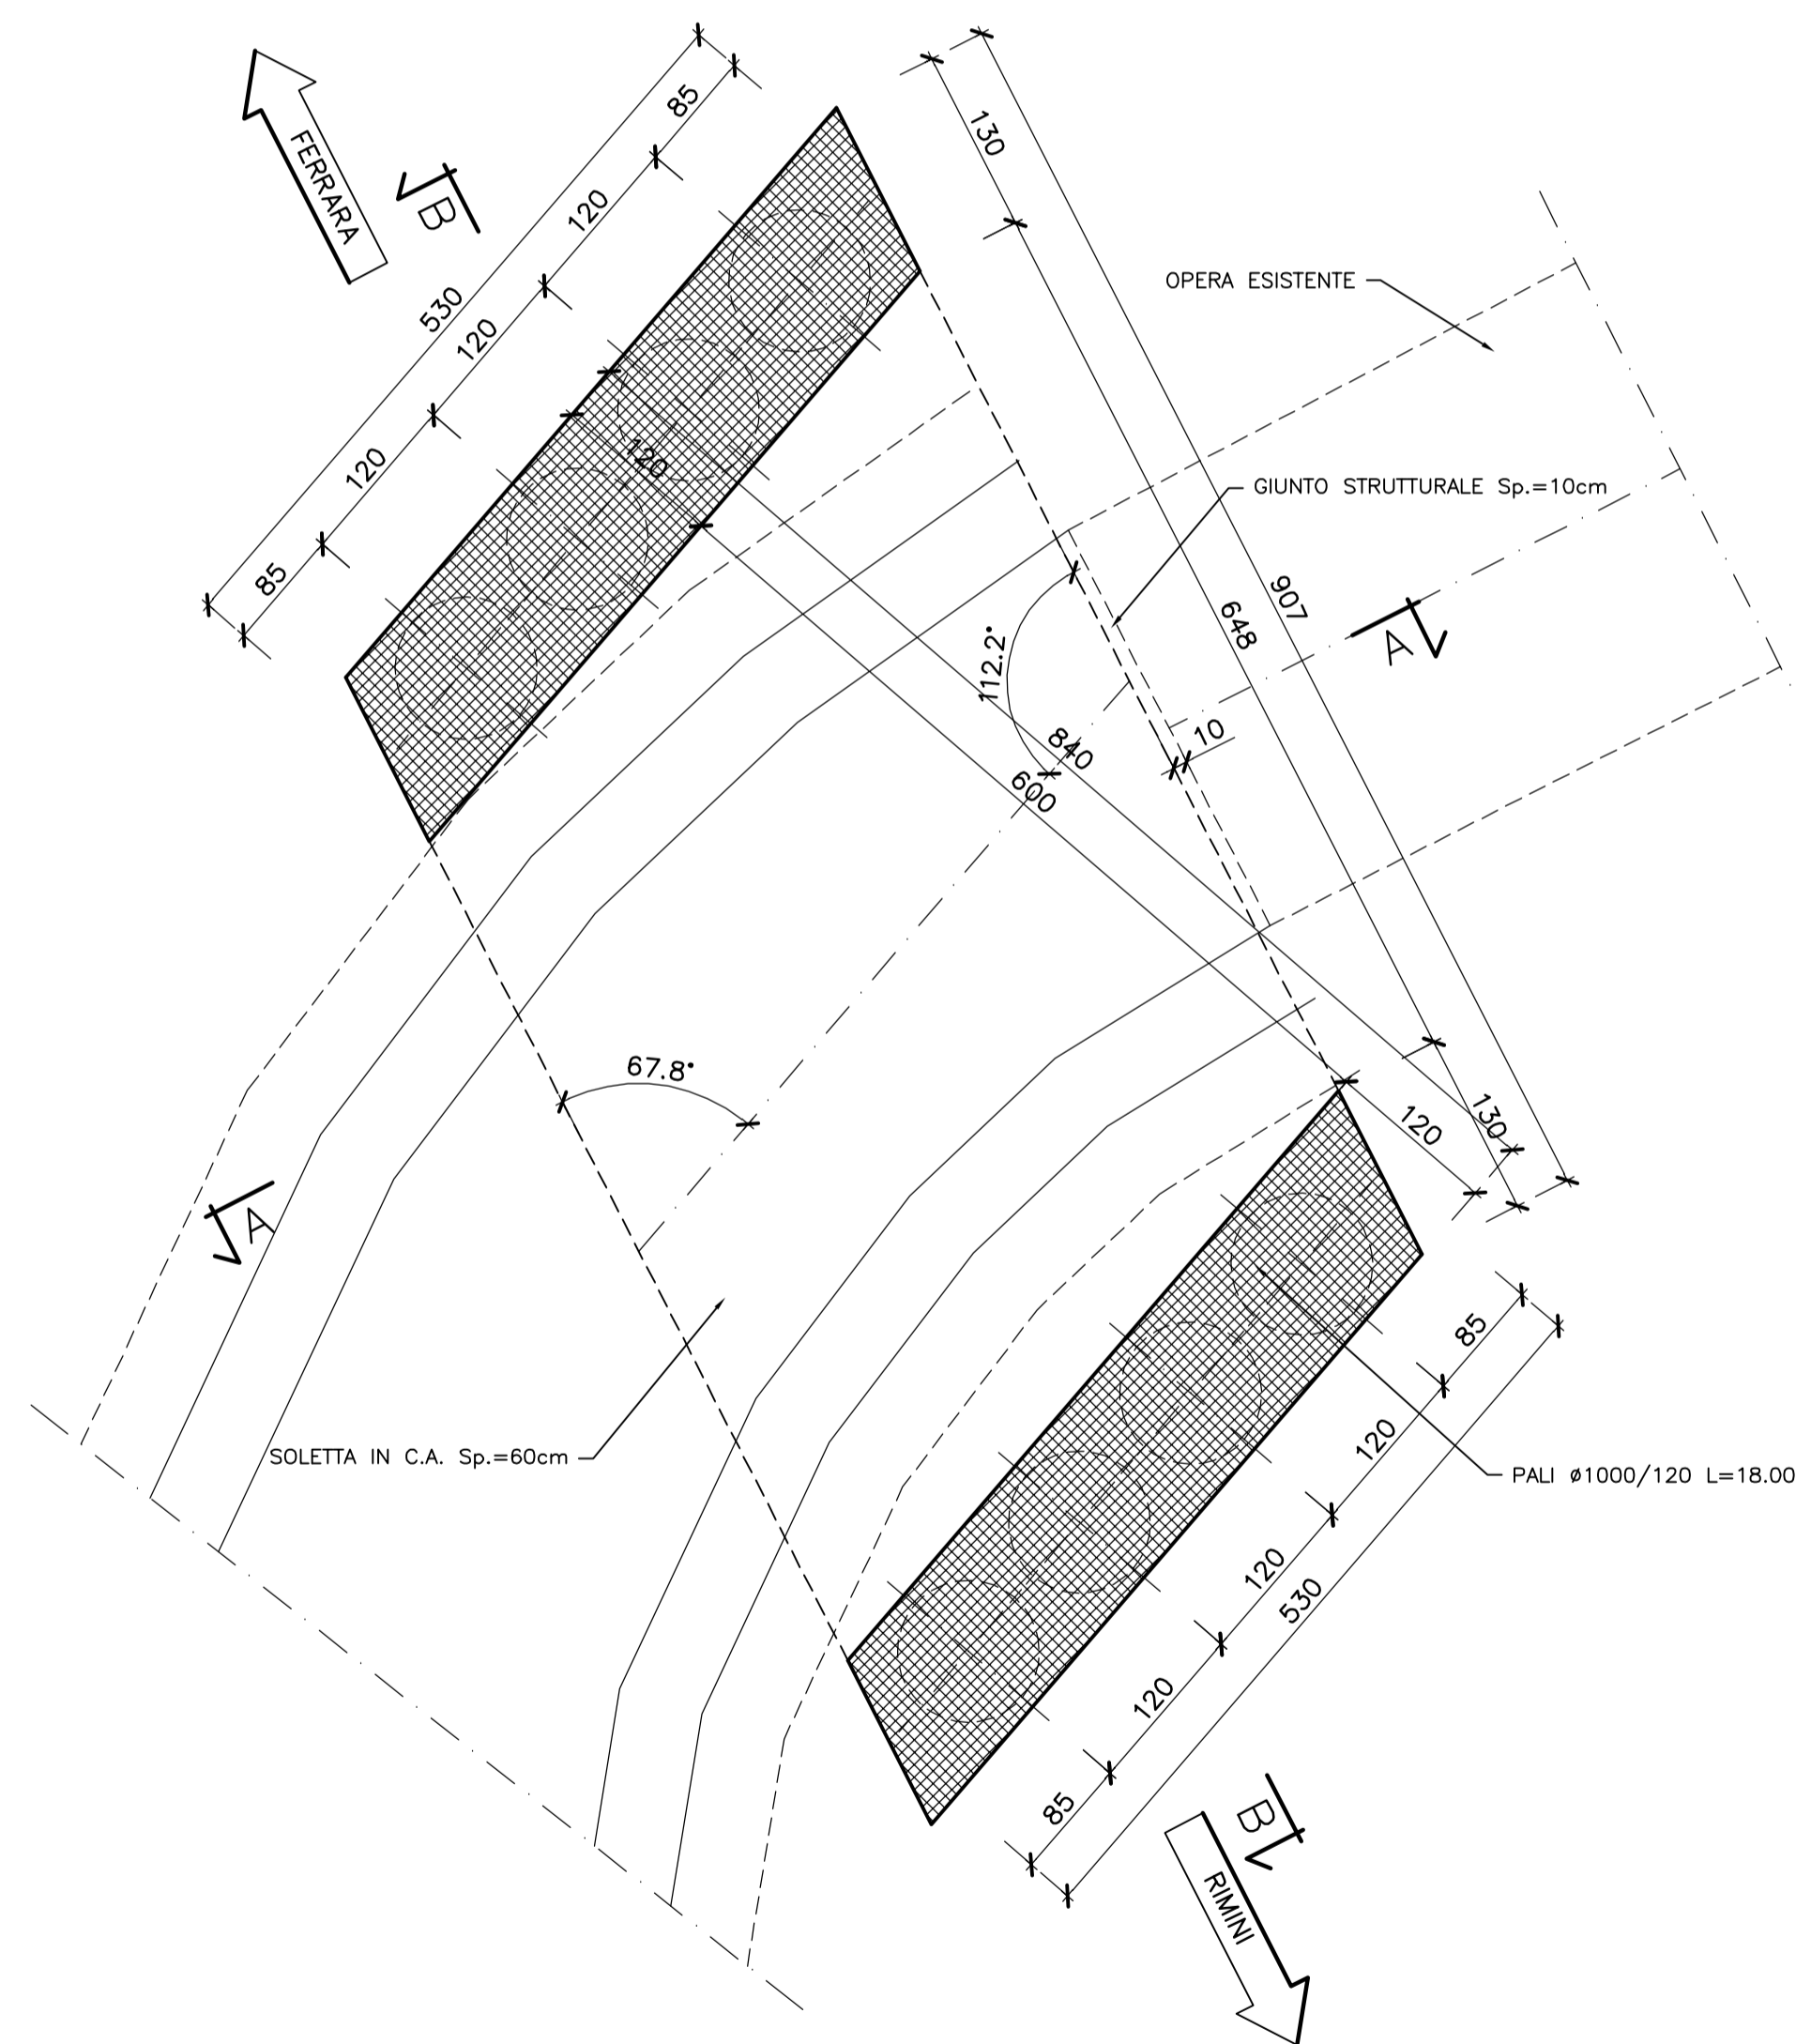 FERRARA
B
530
85
120
120
120
85
130
OPERA ESISTENTE
GIUNTO STRUTTURALE Sp.=10cm
120
907
648
112.2°
A
10
840
600
67.8°
120
130
A
SOLETTA IN C.A. Sp.=60cm
PALI ø1000/120 L=18.00
85
120
120
120
85
530
B
RIMINI